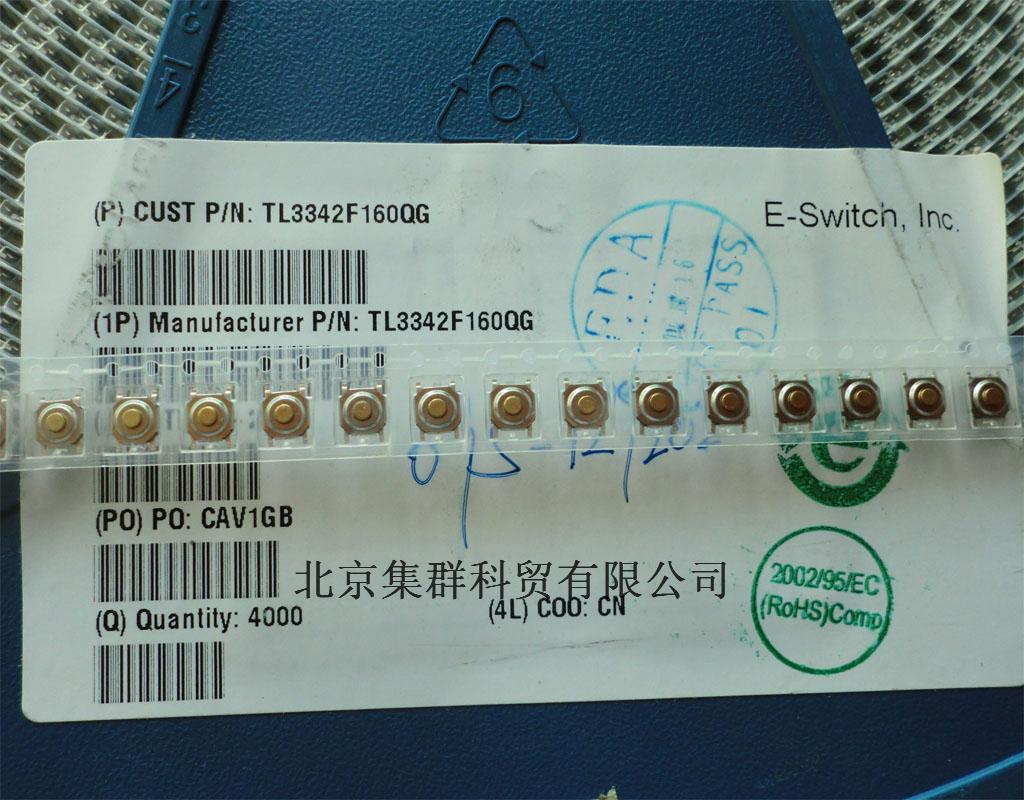 6
(P) CUST P/N: TL3342F160QG
E-Switch, Inc.
PASS
(1P) Manufacturer P/N: TL3342F160QG
(PO) PO: CAV1GB
北京集群科贸有限公司
(Q) Quantity: 4000
(4L) COO: CN
2002/95/EC
(RoHS)Comp